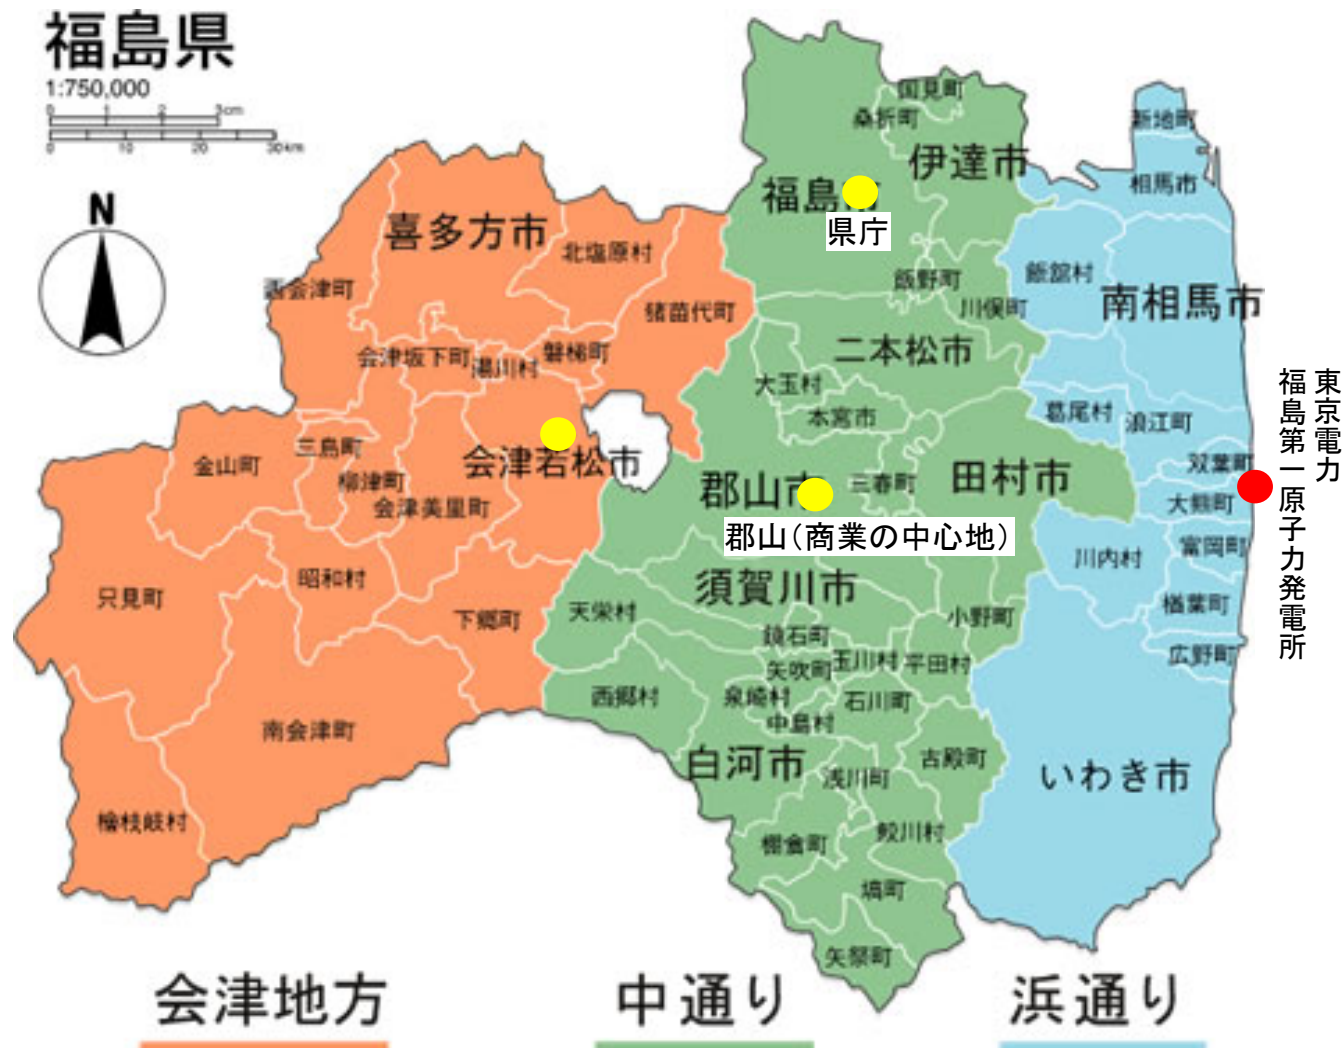 福島県
1:750,000
0 1 2 3cm
0 10 20 30km
N
国見町
桑折町
新地町
伊達市
相馬市
福島市
県庁
喜多方市
北塩原村
飯舘村
飯野町
西会津町
南相馬市
川俣町
猪苗代町
二本松市
会津坂下町
磐梯町
湯川村
大玉村
葛尾村
浪江町
本宮市
東京電力
福島第一原子力発電所
三島町
金山町
会津若松市
双葉町
柳津町
郡山市
三春町
田村市
大熊町
会津美里町
郡山(商業の中心地)
富岡町
川内村
昭和村
須賀川市
只見町
天栄村
下郷町
小野町
楢葉町
鏡石町
広野町
矢吹町
玉川村
平田村
西郷村
泉崎村
石川町
中島村
南会津町
白河市
古殿町
浅川町
いわき市
檜枝岐村
鮫川村
棚倉町
塙町
矢祭町
会津地方
中通り
浜通り